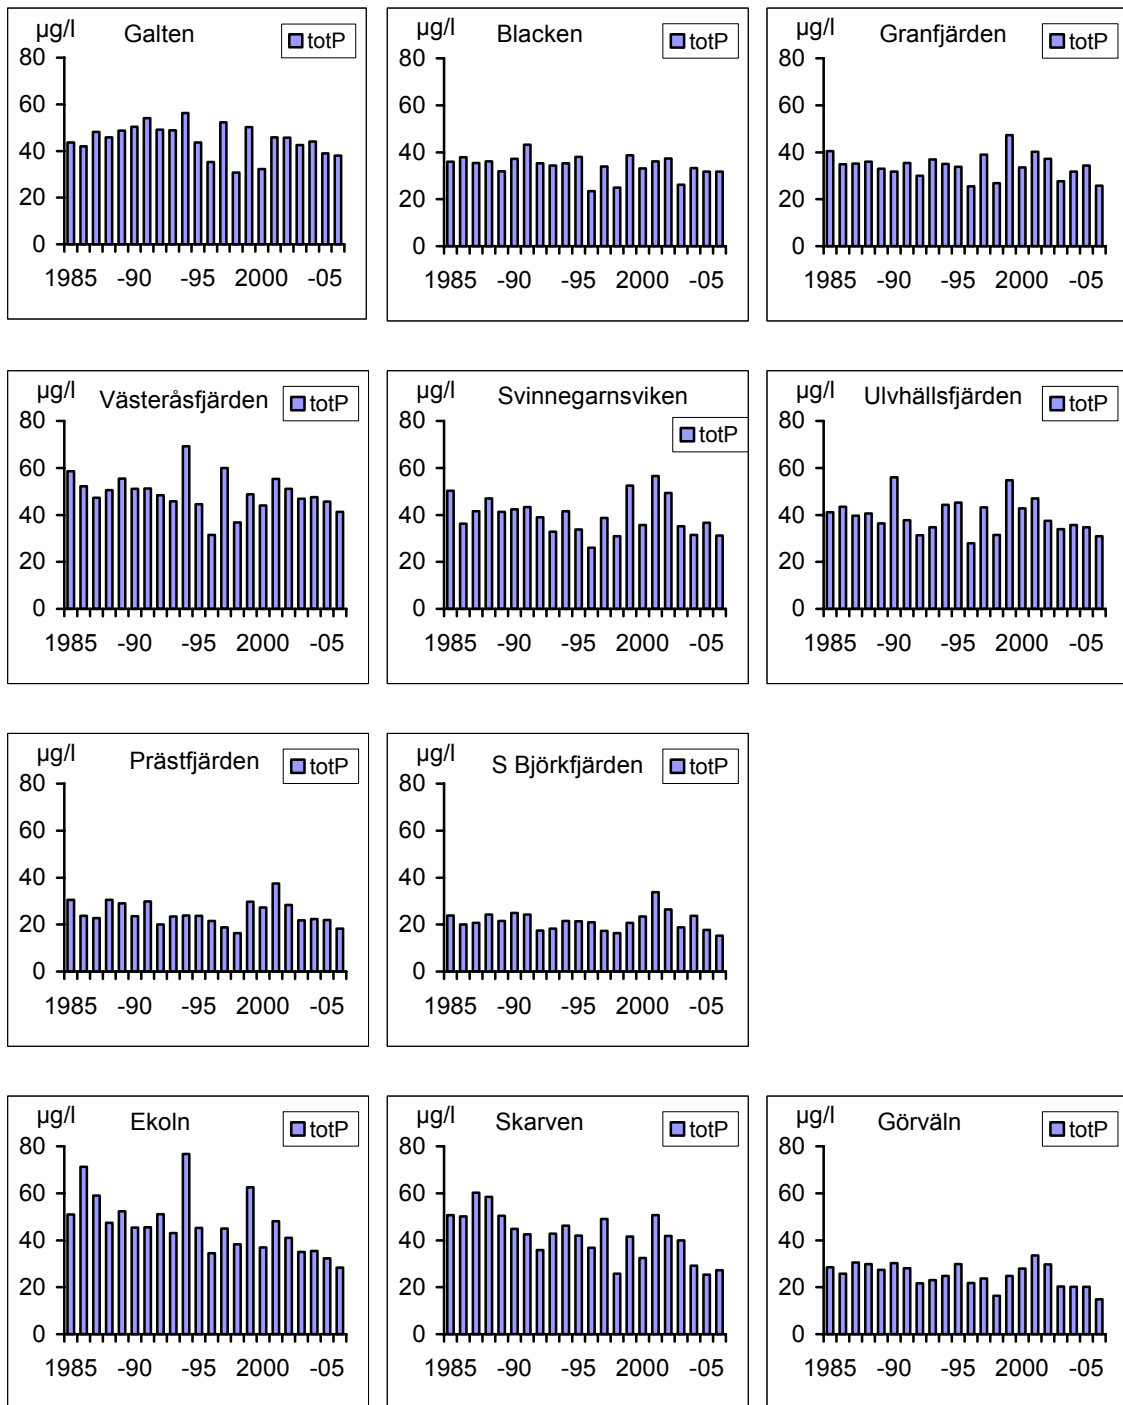 µg/l Galten totP
80
60
40
20
0
1985 -90 -95 2000 -05
µg/l Blacken totP
80
60
40
20
0
1985 -90 -95 2000 -05
µg/l Granfjärden totP
80
60
40
20
0
1985 -90 -95 2000 -05
µg/l Västeråsfjärden totP
80
60
40
20
0
1985 -90 -95 2000 -05
µg/l Svinnegarnsviken
totP
80
60
40
20
0
1985 -90 -95 2000 -05
µg/l Ulvhällsfjärden totP
80
60
40
20
0
1985 -90 -95 2000 -05
µg/l Prästfjärden totP
80
60
40
20
0
1985 -90 -95 2000 -05
µg/l S Björkfjärden totP
80
60
40
20
0
1985 -90 -95 2000 -05
µg/l Ekoln totP
80
60
40
20
0
1985 -90 -95 2000 -05
µg/l Skarven totP
80
60
40
20
0
1985 -90 -95 2000 -05
µg/l Görväln totP
80
60
40
20
0
1985 -90 -95 2000 -05